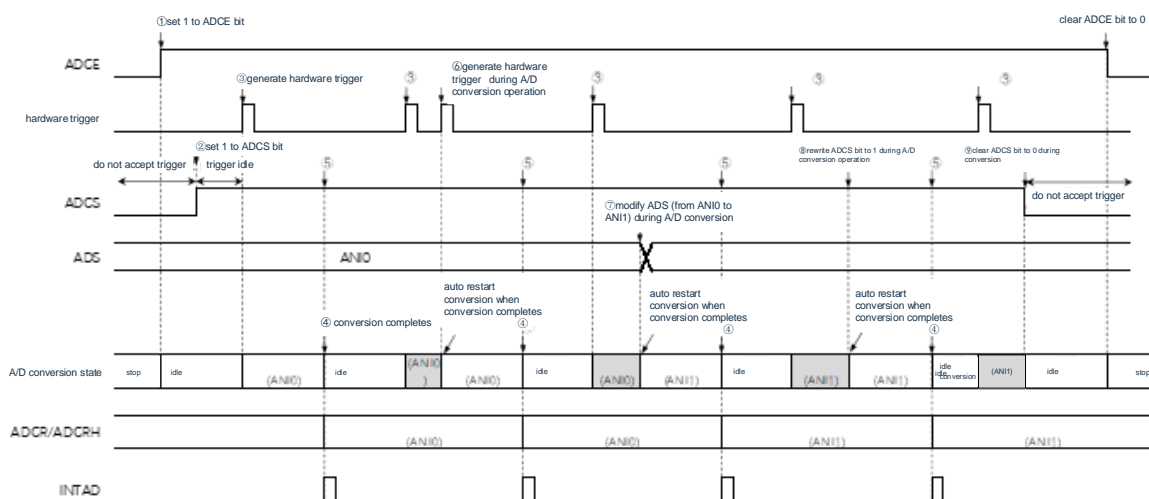 ①set 1 to ADCE bit
clear ADCE bit to 0
ADCE
③generate hardware trigger
③
⑥generate hardware
trigger during A/D
conversion operation
③
③
③
hardware trigger
②set 1 to ADCS bit
do not accept trigger
trigger idle
⑤
⑤
⑤
⑧rewrite ADCS bit to 1 during A/D
conversion operation
⑤
⑨clear ADCS bit to 0 during
conversion
do not accept trigger
ADCS
⑦modify ADS (from ANI0 to
ANI1) during A/D conversion
ADS
ANI0
auto restart
conversion when
conversion completes
auto restart
conversion when
conversion completes
auto restart
conversion when
conversion completes
④ conversion completes
④
④
④
A/D conversion state
stop
idle
(ANI0)
idle
(ANI0
)
(ANI0)
idle
(ANI0)
(ANI1)
idle
(ANI1)
(ANI1)
idle
idle
conversion
(ANI1)
idle
stop
ADCR/ADCRH
(ANI0)
(ANI0)
(ANI1)
(ANI1)
INTAD